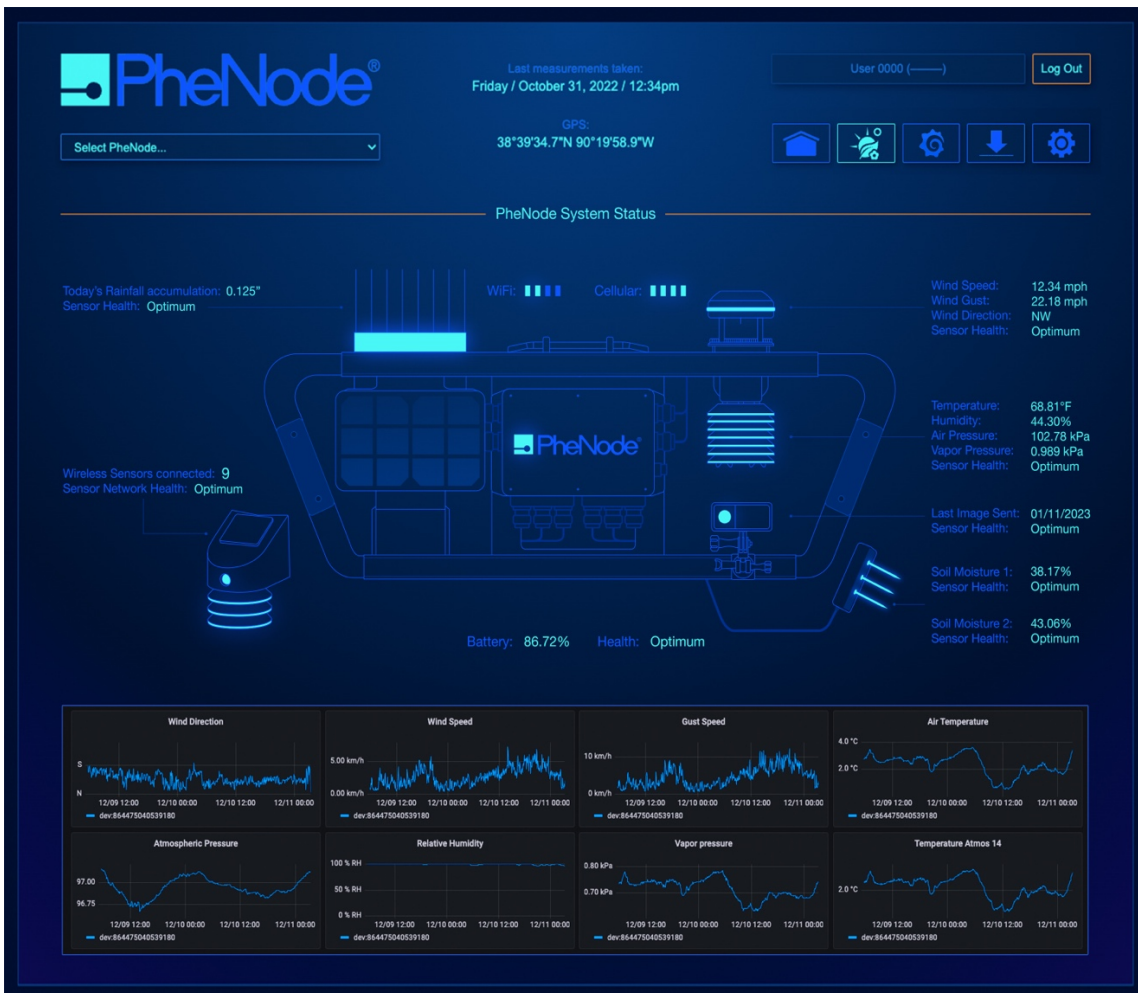 PheNode®
Last measurements taken:
Friday / October 31, 2022 / 12:34pm
User 0000 (——)
Log Out
GPS:
38°39'34.7"N 90°19'58.9"W
Select PheNode...
PheNode System Status
Today's Rainfall accumulation: 0.125"
Sensor Health: Optimum
WiFi:
Cellular:
Wind Speed: 12.34 mph
Wind Gust: 22.18 mph
Wind Direction: NW
Sensor Health: Optimum
Temperature: 68.81°F
Humidity: 44.30%
Air Pressure: 102.78 kPa
Vapor Pressure: 0.989 kPa
Sensor Health: Optimum
PheNode®
Wireless Sensors connected: 9
Sensor Network Health: Optimum
Last Image Sent: 01/11/2023
Sensor Health: Optimum
Soil Moisture 1: 38.17%
Sensor Health: Optimum
Soil Moisture 2: 43.06%
Sensor Health: Optimum
Battery: 86.72% Health: Optimum
Wind Direction
S
N
12/09 12:00 12/10 00:00 12/10 12:00 12/11 00:00
dev:864475040539180
Wind Speed
5.00 km/h
0.00 km/h
12/09 12:00 12/10 00:00 12/10 12:00 12/11 00:00
dev:864475040539180
Gust Speed
10 km/h
0 km/h
12/09 12:00 12/10 00:00 12/10 12:00 12/11 00:00
dev:864475040539180
Air Temperature
4.0 °C
2.0 °C
12/09 12:00 12/10 00:00 12/10 12:00 12/11 00:00
dev:864475040539180
Atmospheric Pressure
97.00
96.75
12/09 12:00 12/10 00:00 12/10 12:00 12/11 00:00
dev:864475040539180
Relative Humidity
100 % RH
50 % RH
0 % RH
12/09 12:00 12/10 00:00 12/10 12:00 12/11 00:00
dev:864475040539180
Vapor pressure
0.80 kPa
0.70 kPa
12/09 12:00 12/10 00:00 12/10 12:00 12/11 00:00
dev:864475040539180
Temperature Atmos 14
2.0 °C
12/09 12:00 12/10 00:00 12/10 12:00 12/11 00:00
dev:864475040539180